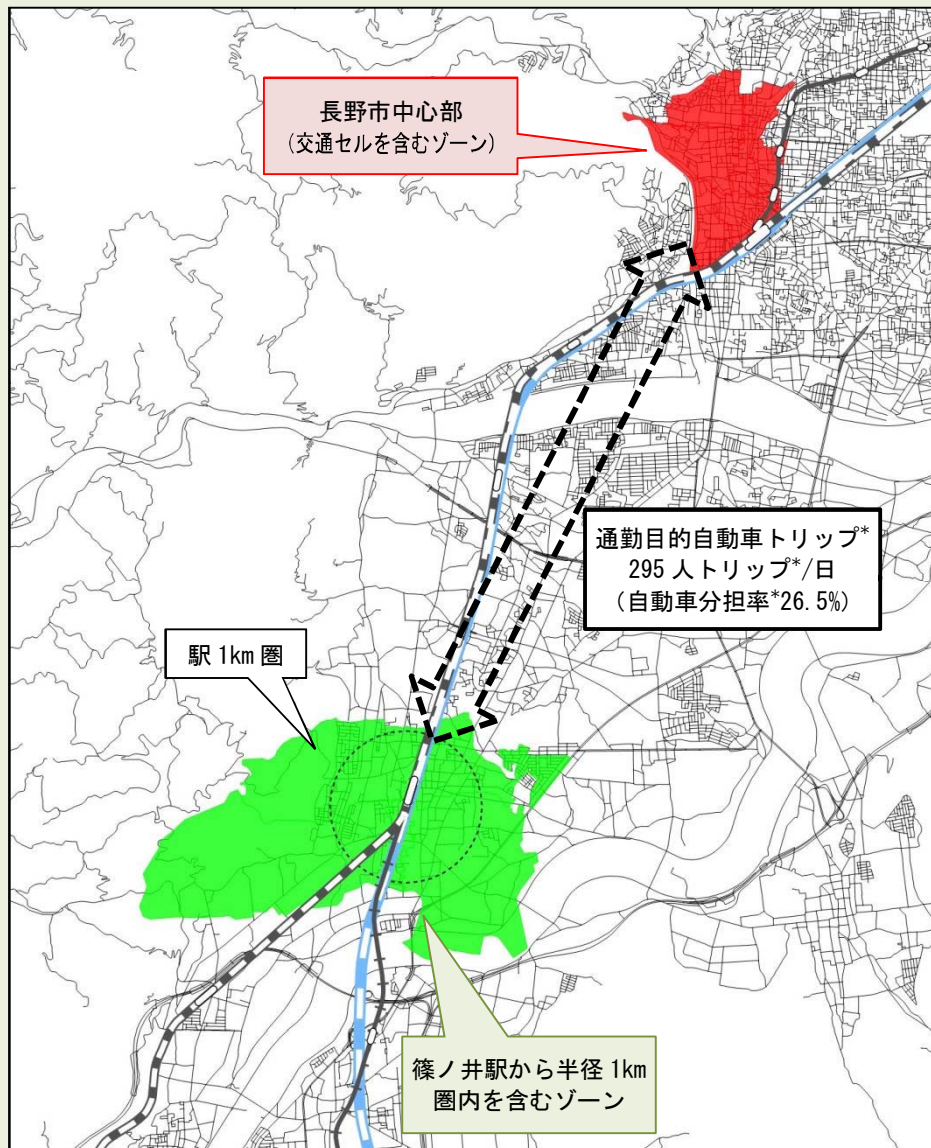 長野市中心部
(交通セルを含むゾーン)
通勤目的自動車トリップ*
295 人トリップ*/日
(自動車分担率*26.5%)
駅 1km 圏
篠ノ井駅から半径 1km
圏内を含むゾーン